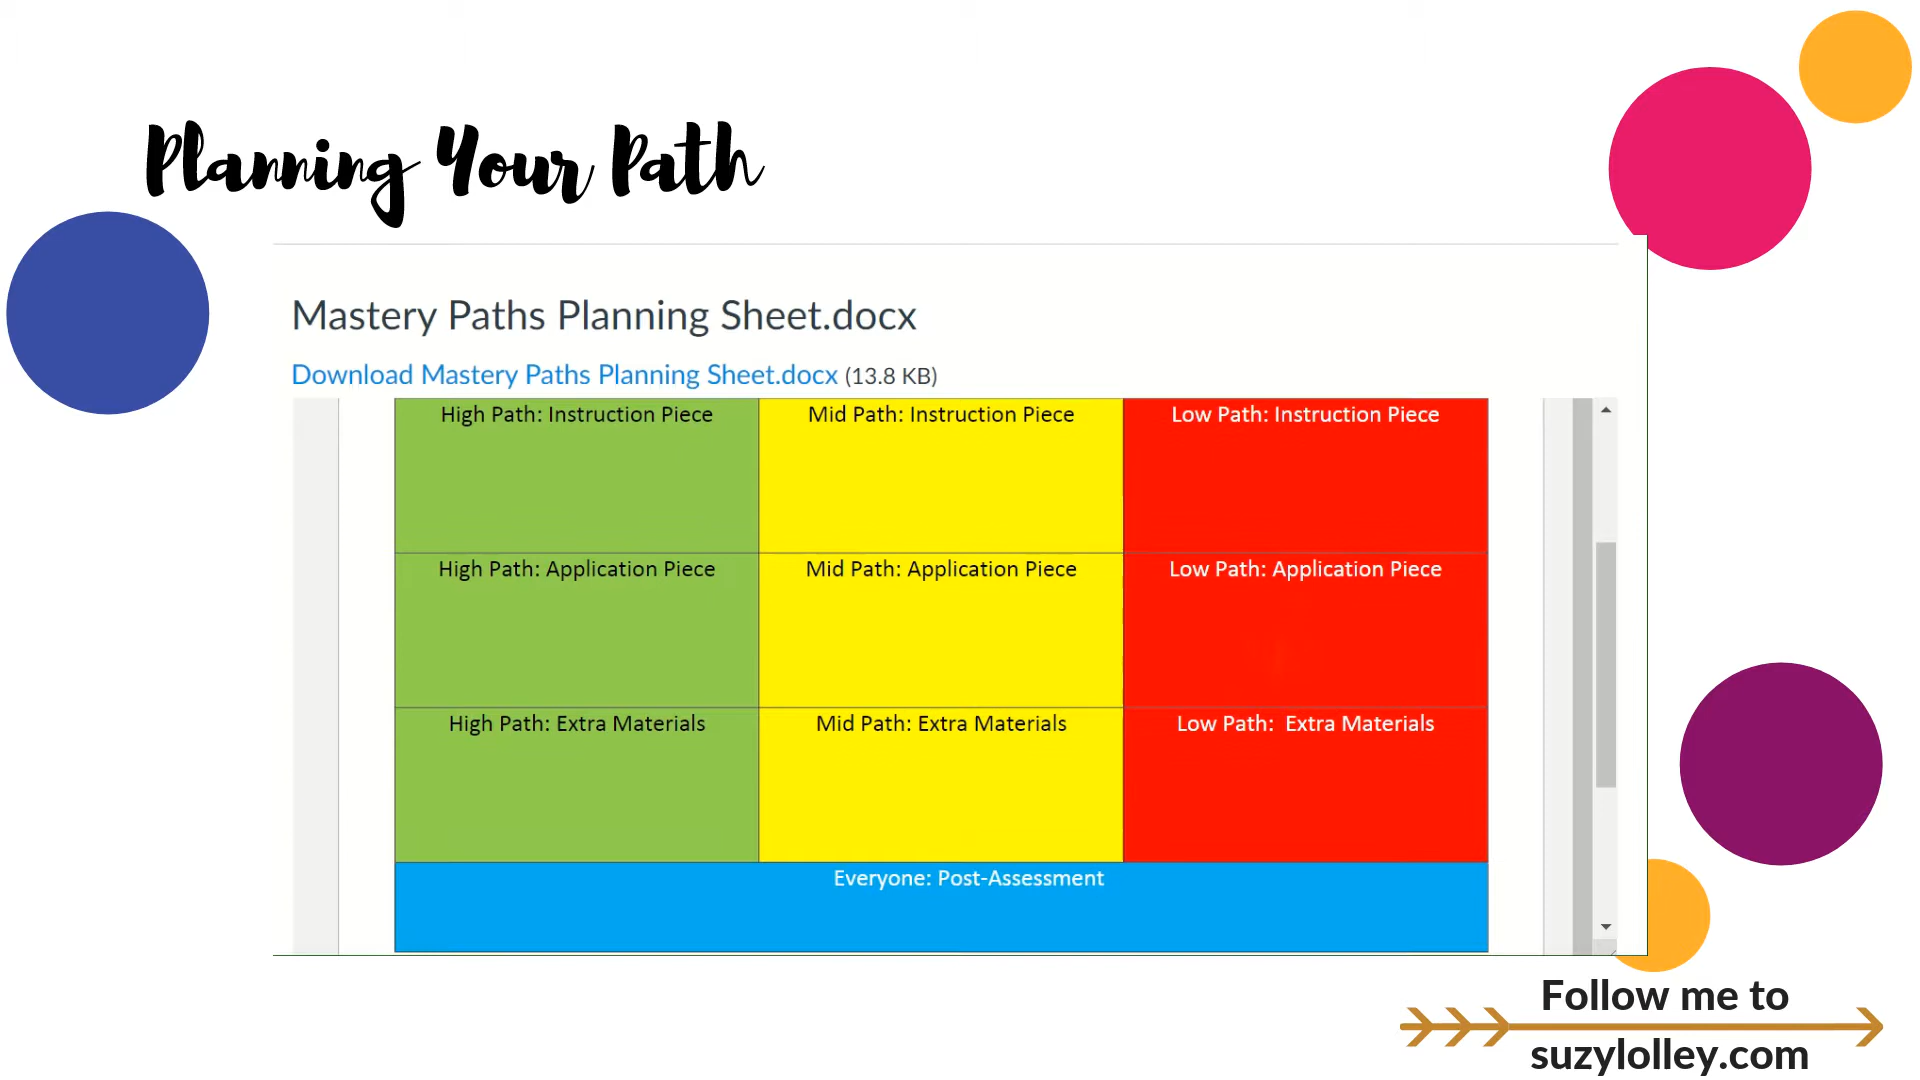 Planning Your Path
Mastery Paths Planning Sheet.docx
Download Mastery Paths Planning Sheet.docx (13.8 KB)
High Path: Instruction Piece
Mid Path: Instruction Piece
Low Path: Instruction Piece
High Path: Application Piece
Mid Path: Application Piece
Low Path: Application Piece
High Path: Extra Materials
Mid Path: Extra Materials
Low Path:  Extra Materials
Everyone: Post-Assessment
Follow me to
suzylolley.com